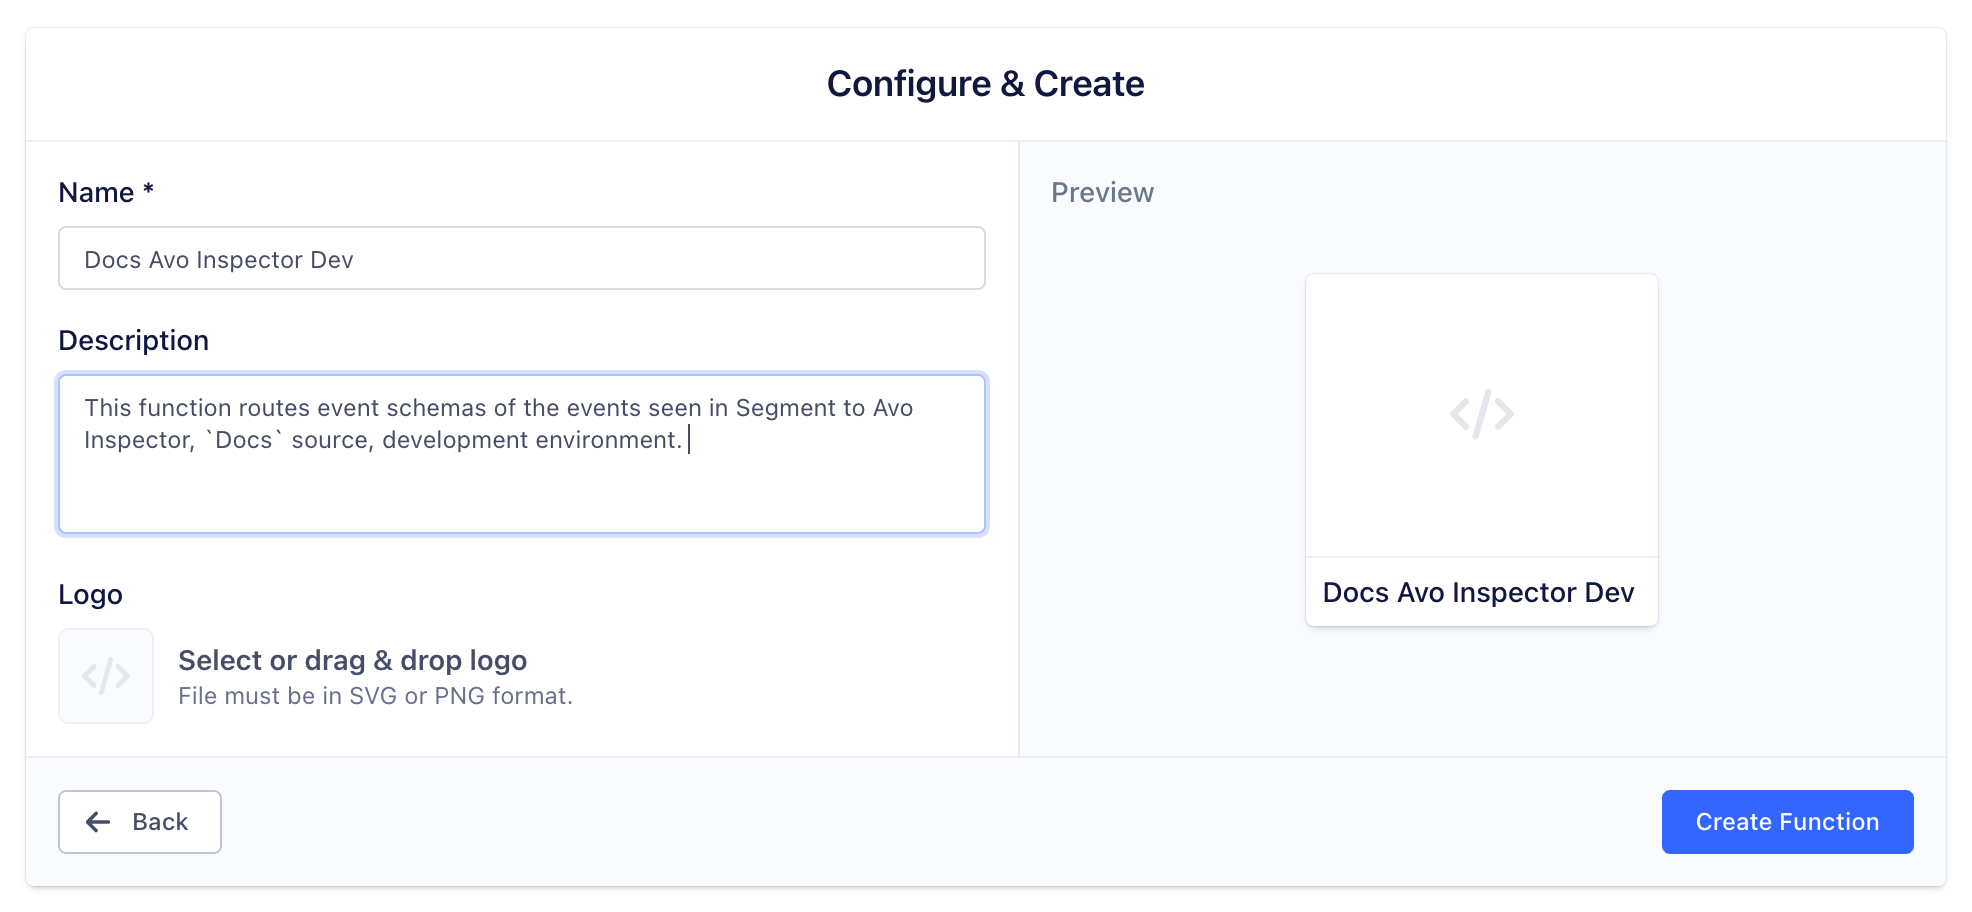 Configure & Create
Name *
Docs Avo Inspector Dev
Description
This function routes event schemas of the events seen in Segment to Avo
Inspector, `Docs` source, development environment.
Logo
Select or drag & drop logo
File must be in SVG or PNG format.
Preview
Docs Avo Inspector Dev
Back
Create Function